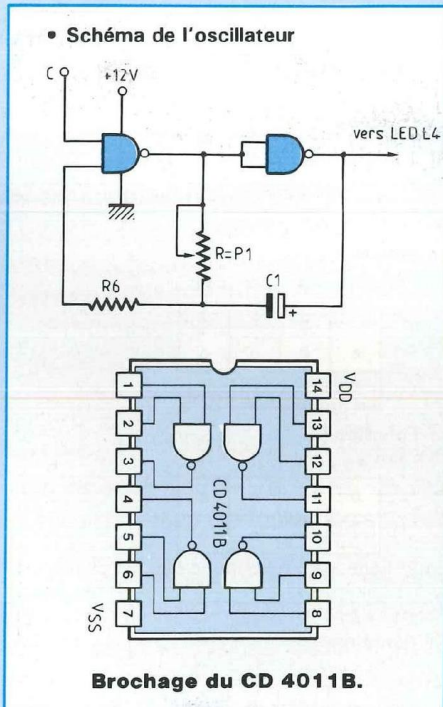 • Schéma de l'oscillateur
C
+12V
vers LED L4
R=P1
R6
C1
+
1
14
VDD
2
13
3
12
CD 4011B
4
11
5
10
6
9
VSS
7
8
Brochage du CD 4011B.